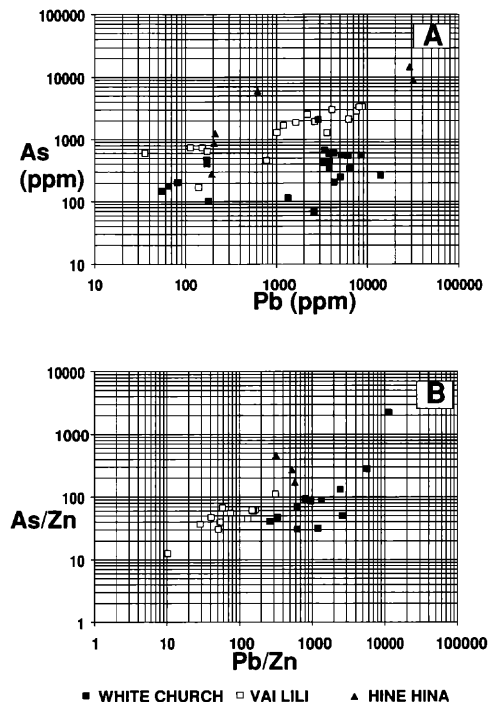 100000
A
10000
As
(ppm)
1000
100
10
10 100 1000 10000 100000
Pb (ppm)
10000
B
1000
As/Zn
100
10
1
1 10 100 1000 10000 100000
Pb/Zn
■ WHITE CHURCH □ VAI LILI ▲ HINE HINA